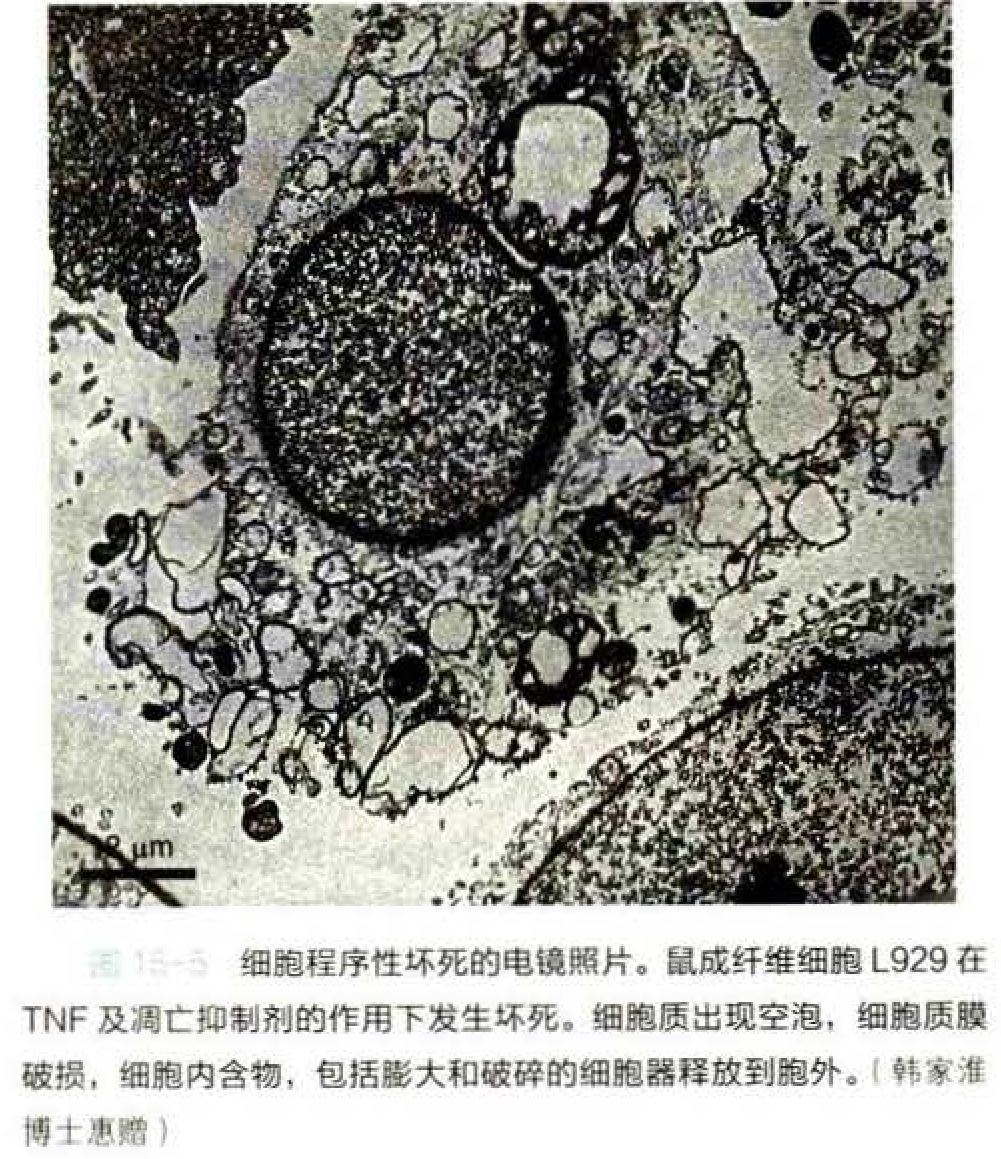 2 μm
图 15-5 细胞程序性坏死的电镜照片。鼠成纤维细胞 L929 在
TNF 及凋亡抑制剂的作用下发生坏死。细胞质出现空泡，细胞质膜
破损，细胞内含物，包括膨大和破碎的细胞器释放到胞外。（韩家淮
博士惠赠）